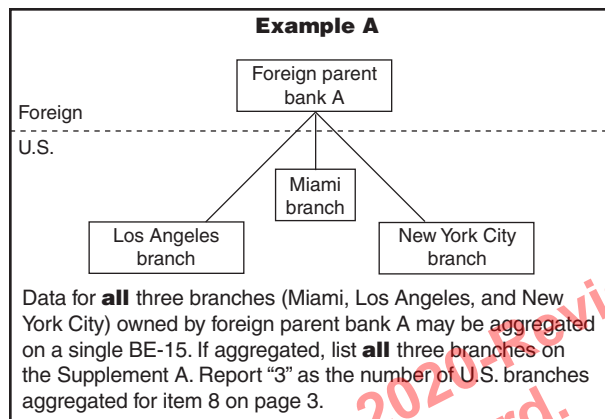 Example A
Foreign parent
bank A
Foreign
U.S.
Miami
branch
Los Angeles
branch
New York City
branch
Data for all three branches (Miami, Los Angeles, and New
York City) owned by foreign parent bank A may be aggregated
on a single BE-15. If aggregated, list all three branches on
the Supplement A. Report “3” as the number of U.S. branches
aggregated for item 8 on page 3.
2020-Revi
rd.